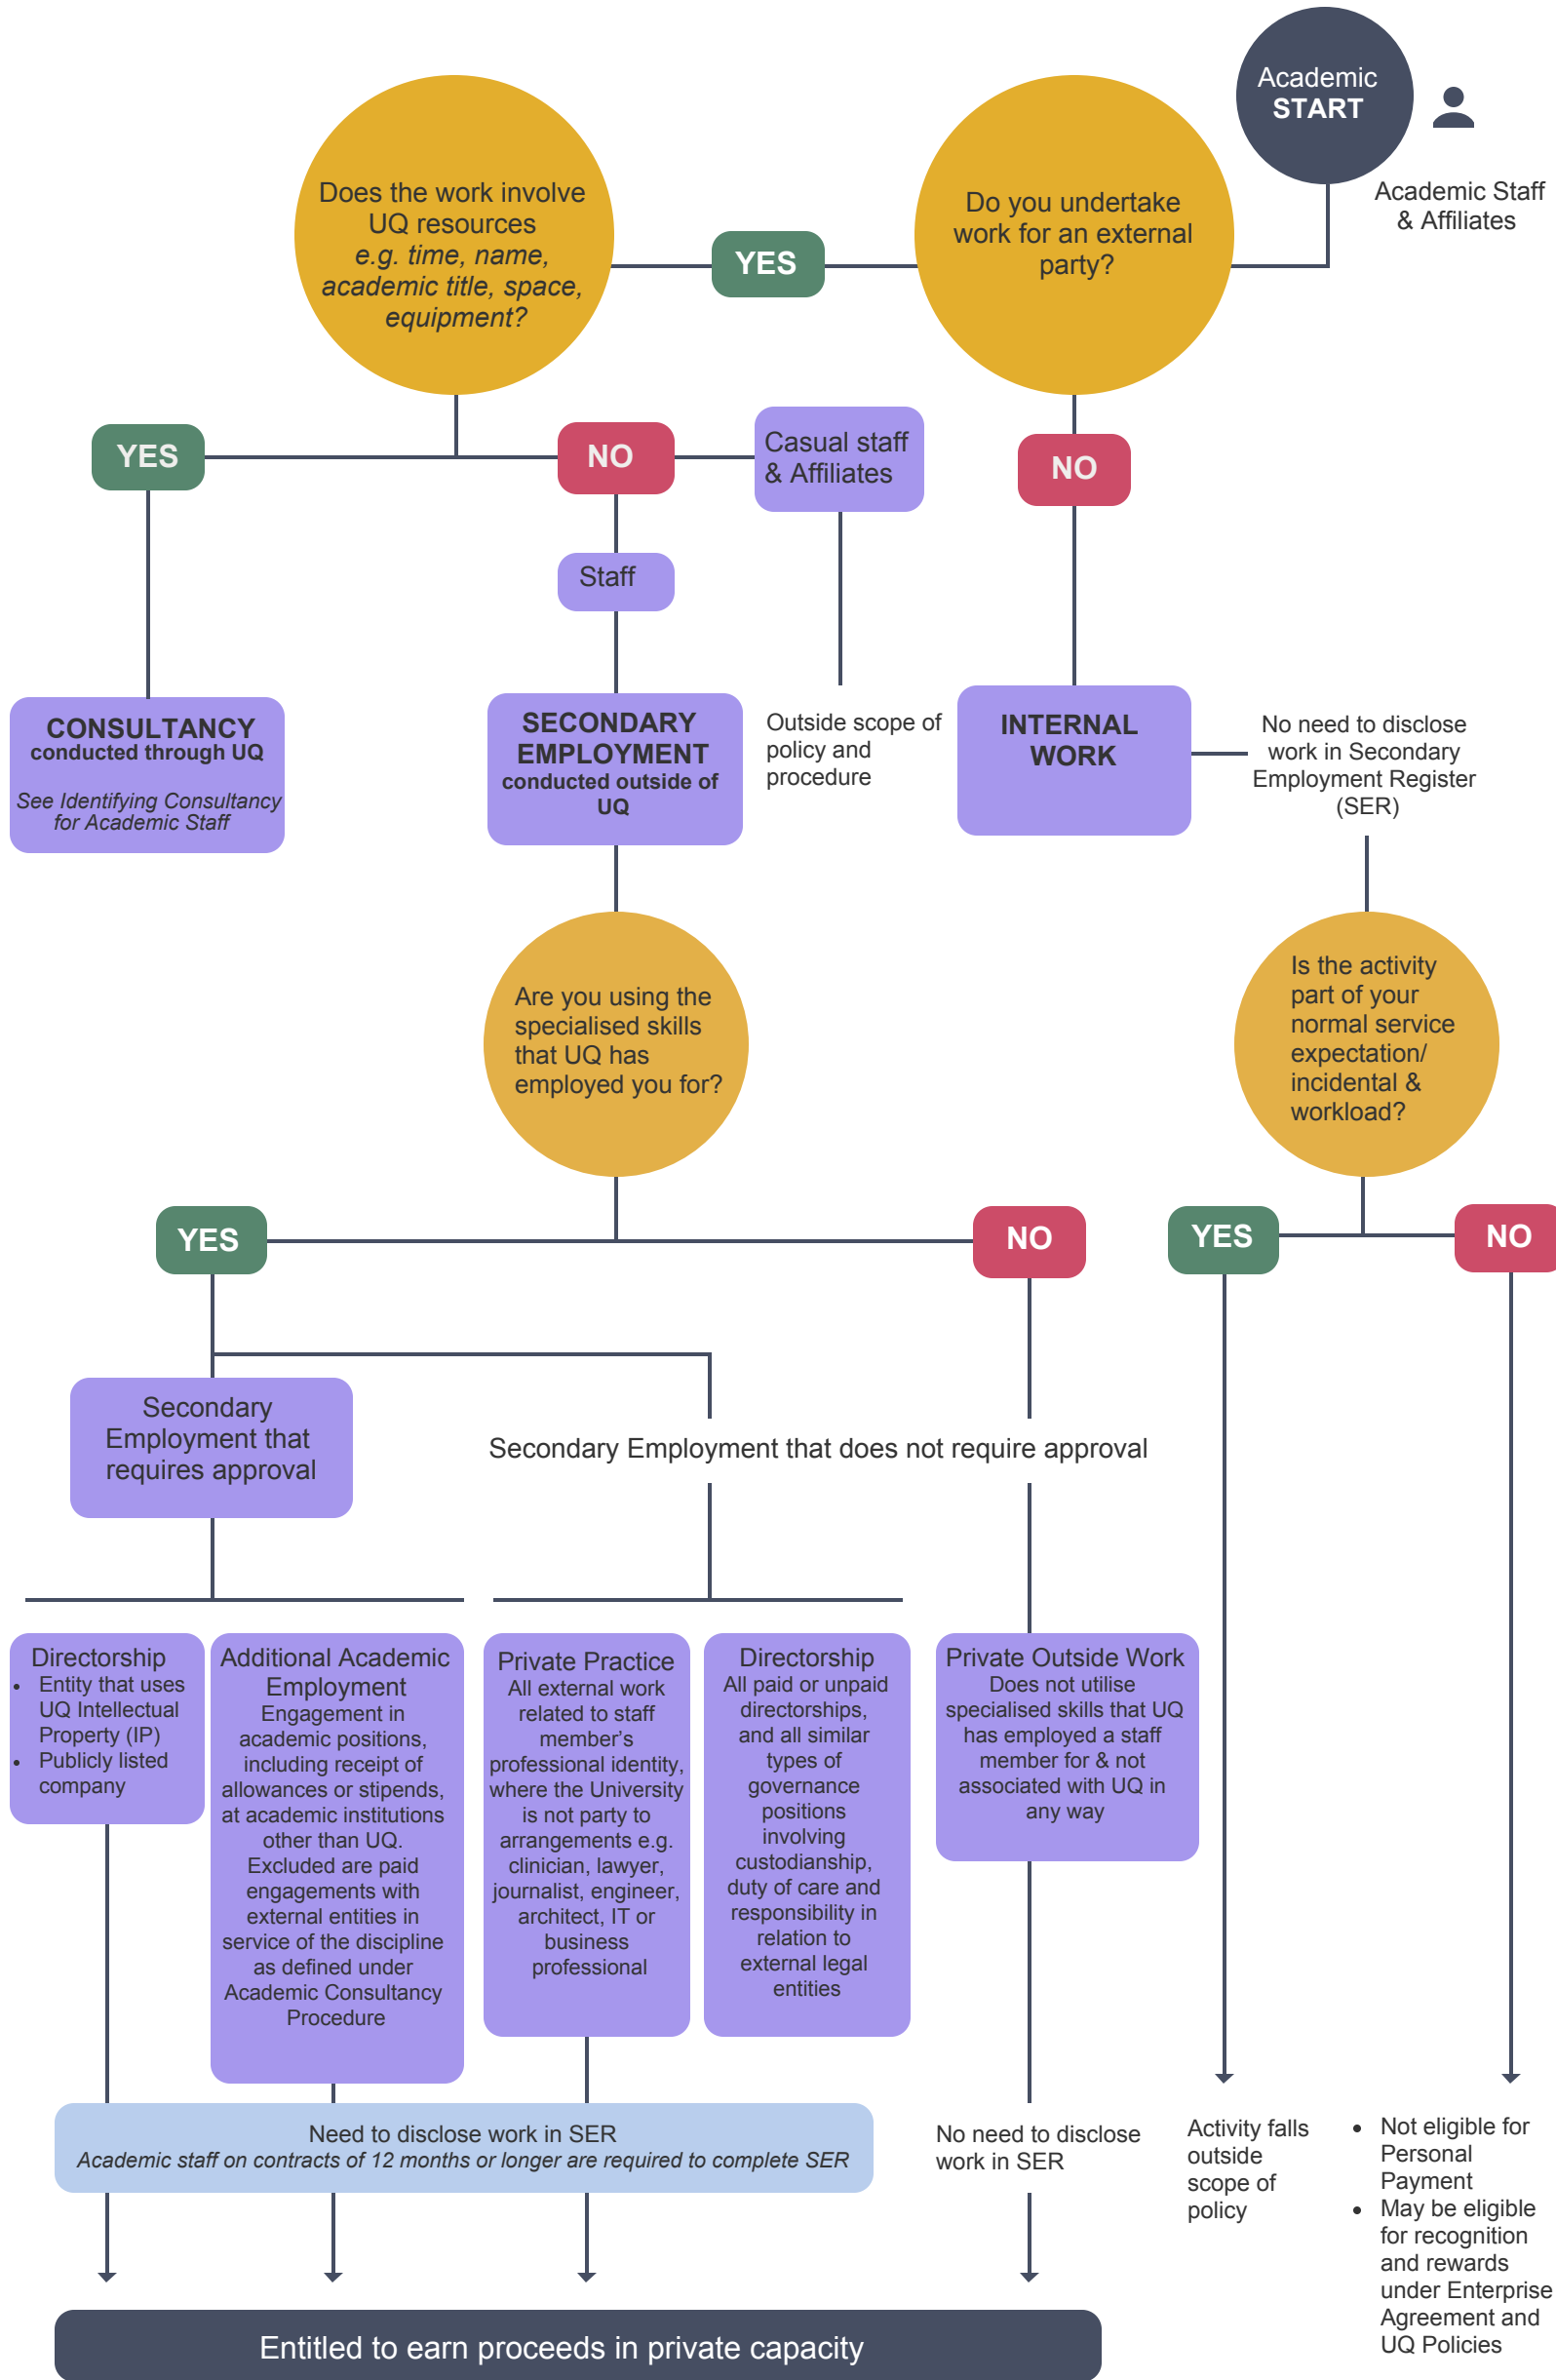 Academic
START
Academic Staff
& Affiliates
Do you undertake
work for an external
party?
YES
Does the work involve
UQ resources
e.g. time, name,
academic title, space,
equipment?
YES
NO
Casual staff
& Affiliates
NO
Staff
CONSULTANCY
conducted through UQ
See Identifying Consultancy
for Academic Staff
SECONDARY
EMPLOYMENT
conducted outside of
UQ
Outside scope of
policy and
procedure
INTERNAL
WORK
No need to disclose
work in Secondary
Employment Register
(SER)
Are you using the
specialised skills
that UQ has
employed you for?
Is the activity
part of your
normal service
expectation/
incidental &
workload?
YES
NO
YES
NO
Secondary
Employment that
requires approval
Secondary Employment that does not require approval
Directorship
• Entity that uses
UQ Intellectual
Property (IP)
• Publicly listed
company
Additional Academic
Employment
Engagement in
academic positions,
including receipt of
allowances or stipends,
at academic institutions
other than UQ.
Excluded are paid
engagements with
external entities in
service of the discipline
as defined under
Academic Consultancy
Procedure
Private Practice
All external work
related to staff
member’s
professional identity,
where the University
is not party to
arrangements e.g.
clinician, lawyer,
journalist, engineer,
architect, IT or
business
professional
Directorship
All paid or unpaid
directorships,
and all similar
types of
governance
positions
involving
custodianship,
duty of care and
responsibility in
relation to
external legal
entities
Private Outside Work
Does not utilise
specialised skills that UQ
has employed a staff
member for & not
associated with UQ in
any way
Need to disclose work in SER
Academic staff on contracts of 12 months or longer are required to complete SER
No need to disclose
work in SER
Activity falls
outside
scope of
policy
• Not eligible for
Personal
Payment
• May be eligible
for recognition
and rewards
under Enterprise
Agreement and
UQ Policies
Entitled to earn proceeds in private capacity